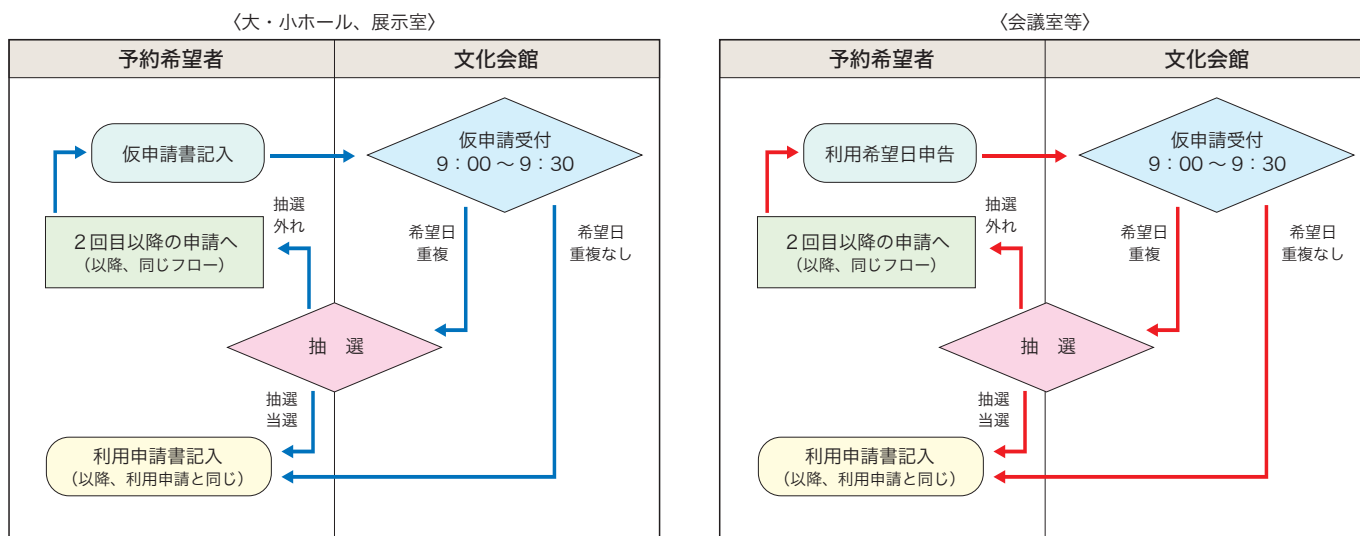 〈大・小ホール、展示室〉
予約希望者
文化会館
仮申請書記入
仮申請受付
9：00 ～ 9：30
抽選
外れ
２回目以降の申請へ
（以降、同じフロー）
希望日
重複
希望日
重複なし
抽　選
抽選
当選
利用申請書記入
（以降、利用申請と同じ）
〈会議室等〉
予約希望者
文化会館
利用希望日申告
仮申請受付
9：00 ～ 9：30
抽選
外れ
２回目以降の申請へ
（以降、同じフロー）
希望日
重複
希望日
重複なし
抽　選
抽選
当選
利用申請書記入
（以降、利用申請と同じ）